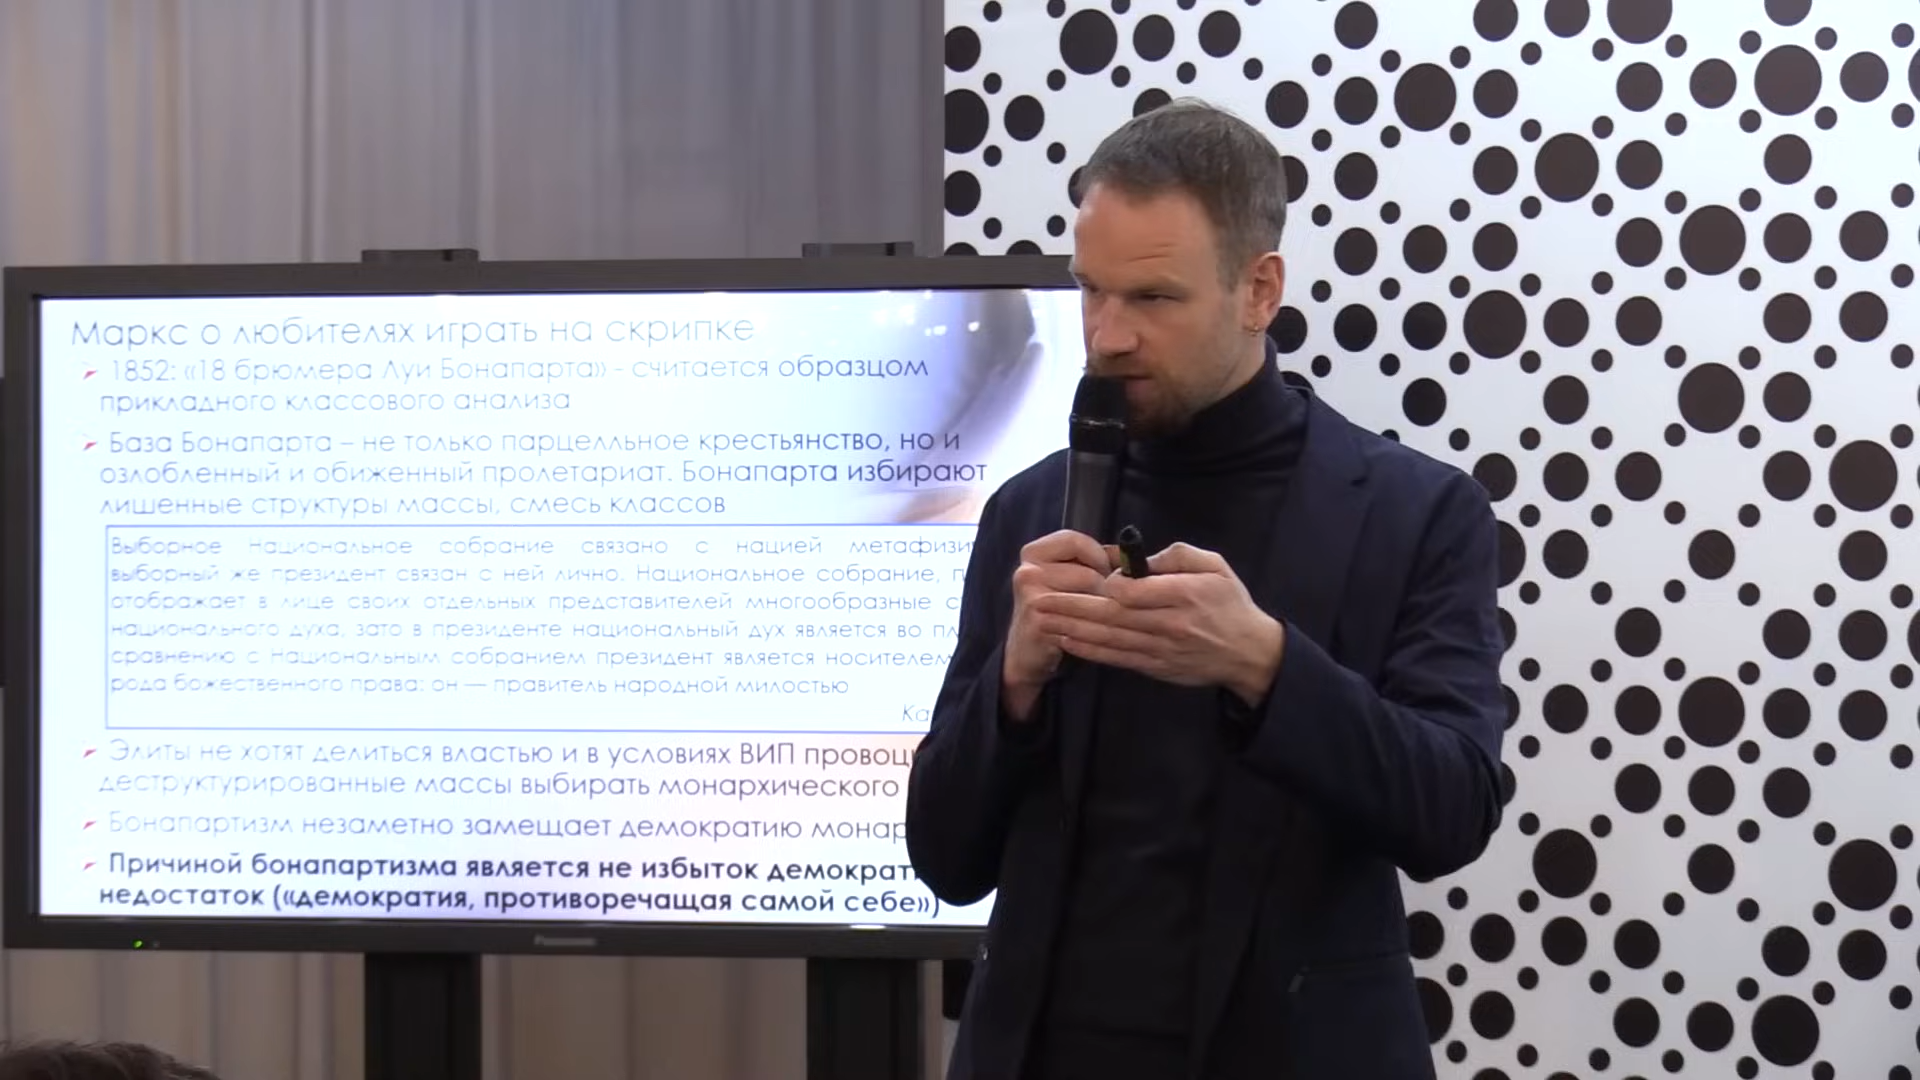 Маркс о любителях играть на скрипке
1852: «18 брюмера Луи Бонапарта» - считается образцом
прикладного классового анализа
База Бонапарта – не только парцелльное крестьянство, но и
озлобленный и обиженный пролетариат. Бонапарта избирают
лишенные структуры массы, смесь классов
Выборное Национальное собрание связано с нацией
выборный же президент связан с ней лично. Национальное собрание,
отображает в лице своих отдельных представителей многообразные
национального духа, зато в президенте национальный дух является во
сравнению с Национальным собранием президент является носителем
рода божественного права: он — правитель народной милостью
Элиты не хотят делиться властью и в условиях ВИП
деструктурированные массы выбирать монархического
Бонапартизм незаметно замещает демократию
Причиной бонапартизма является не избыток
недостаток («демократия, противоречащая самой себе»)
Panasonic